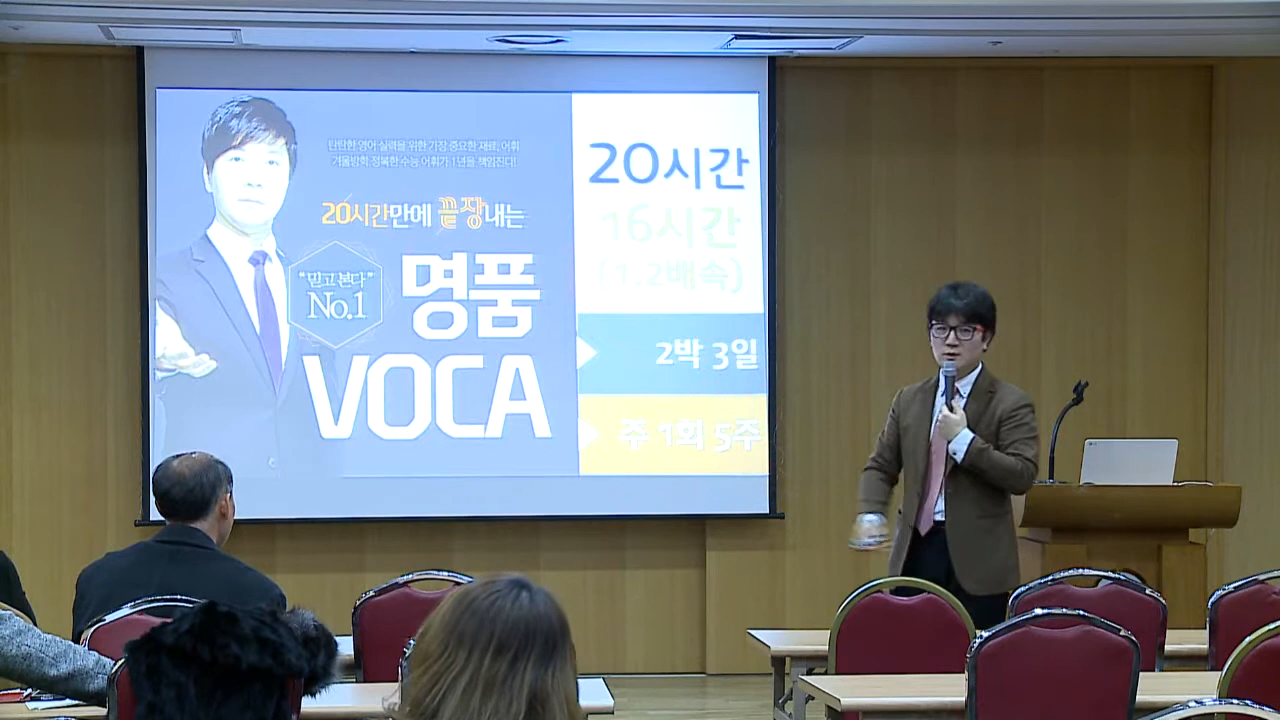 탄탄한 영어 실력을 위한 가장 중요한 재료, 어휘
겨울방학 정복한 수능 어휘가 1년을 책임진다!
20시간만에 끝장내는
"믿고 본다"
No.1
명품
VOCA
20시간
16시간
(1.2배속)
2박 3일
주 1회 5주